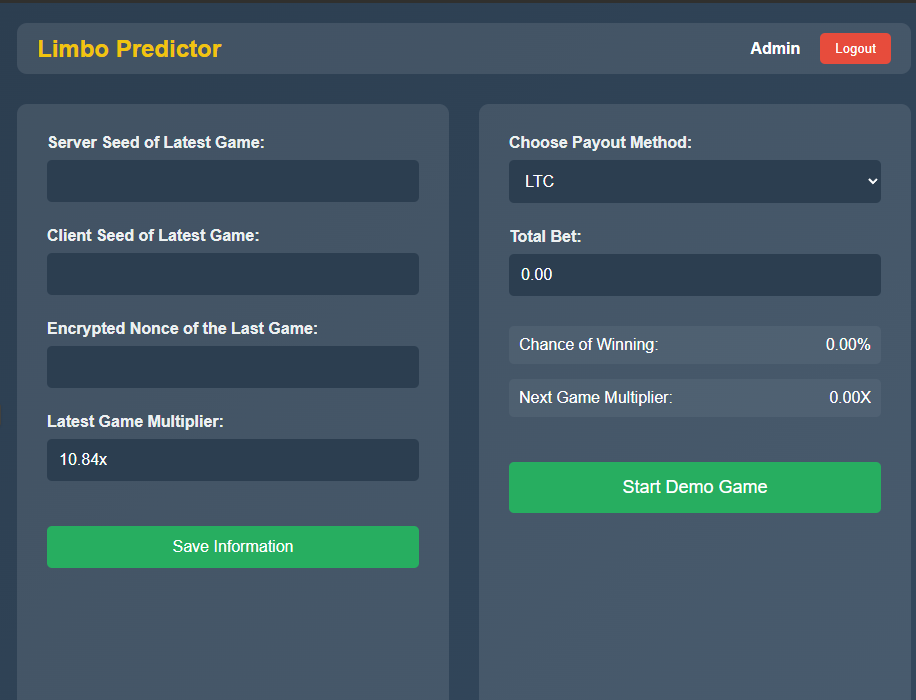 Limbo Predictor
Admin
Logout
Server Seed of Latest Game:
Client Seed of Latest Game:
Encrypted Nonce of the Last Game:
Latest Game Multiplier:
10.84x
Save Information
Choose Payout Method:
LTC
Total Bet:
0.00
Chance of Winning: 0.00%
Next Game Multiplier: 0.00X
Start Demo Game